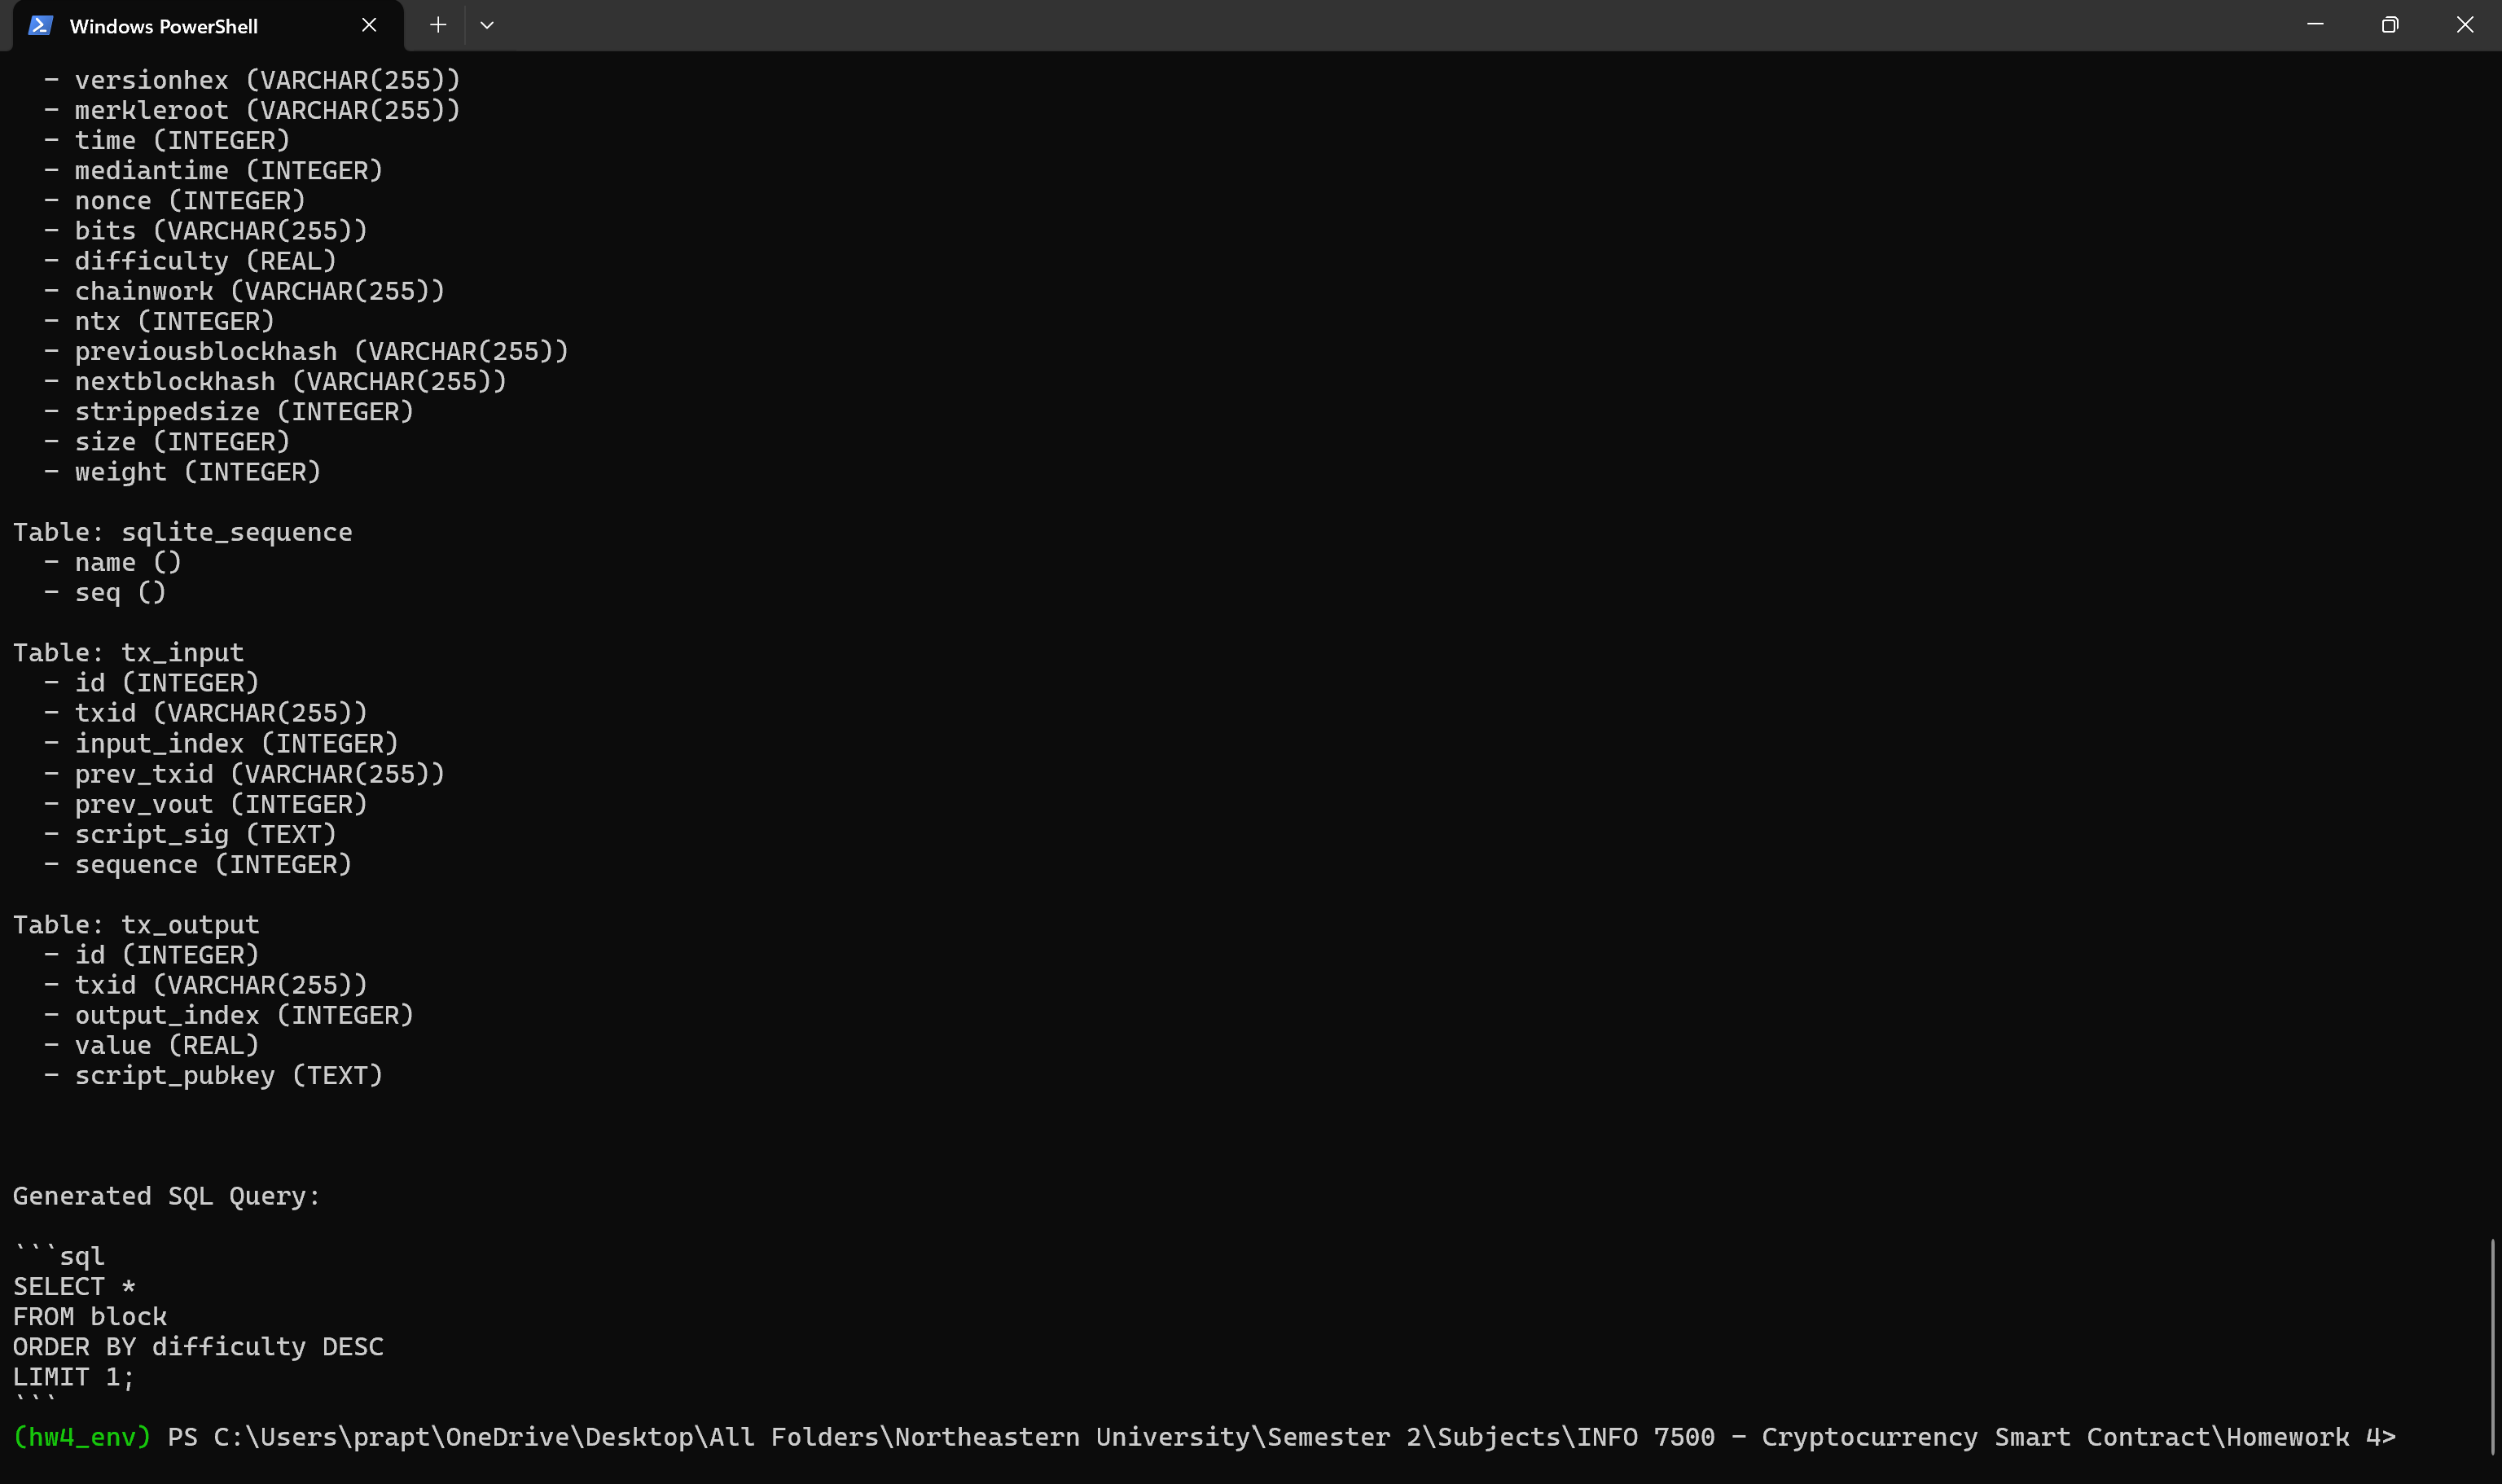 Windows PowerShell
- versionhex (VARCHAR(255))
- merkleroot (VARCHAR(255))
- time (INTEGER)
- mediantime (INTEGER)
- nonce (INTEGER)
- bits (VARCHAR(255))
- difficulty (REAL)
- chainwork (VARCHAR(255))
- ntx (INTEGER)
- previousblockhash (VARCHAR(255))
- nextblockhash (VARCHAR(255))
- strippedsize (INTEGER)
- size (INTEGER)
- weight (INTEGER)
Table: sqlite_sequence
- name ()
- seq ()
Table: tx_input
- id (INTEGER)
- txid (VARCHAR(255))
- input_index (INTEGER)
- prev_txid (VARCHAR(255))
- prev_vout (INTEGER)
- script_sig (TEXT)
- sequence (INTEGER)
Table: tx_output
- id (INTEGER)
- txid (VARCHAR(255))
- output_index (INTEGER)
- value (REAL)
- script_pubkey (TEXT)
Generated SQL Query:
```sql
SELECT *
FROM block
ORDER BY difficulty DESC
LIMIT 1;
```
(hw4_env) PS C:\Users\prapt\OneDrive\Desktop\All Folders\Northeastern University\Semester 2\Subjects\INFO 7500 - Cryptocurrency Smart Contract\Homework 4>